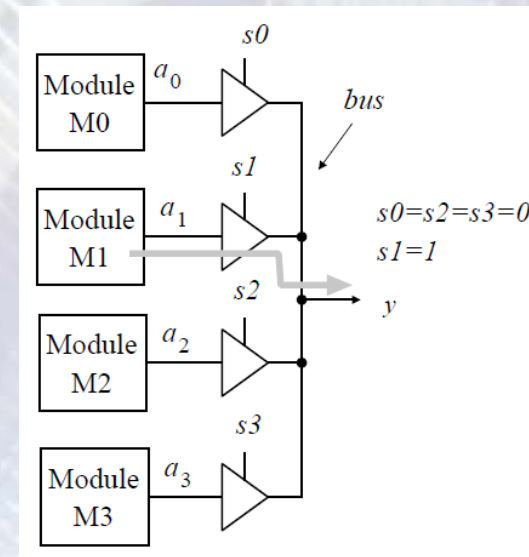 s0
Module a0
M0
bus
s1
Module a1
M1
s0=s2=s3=0
s1=1
s2
y
Module a2
M2
s3
Module a3
M3